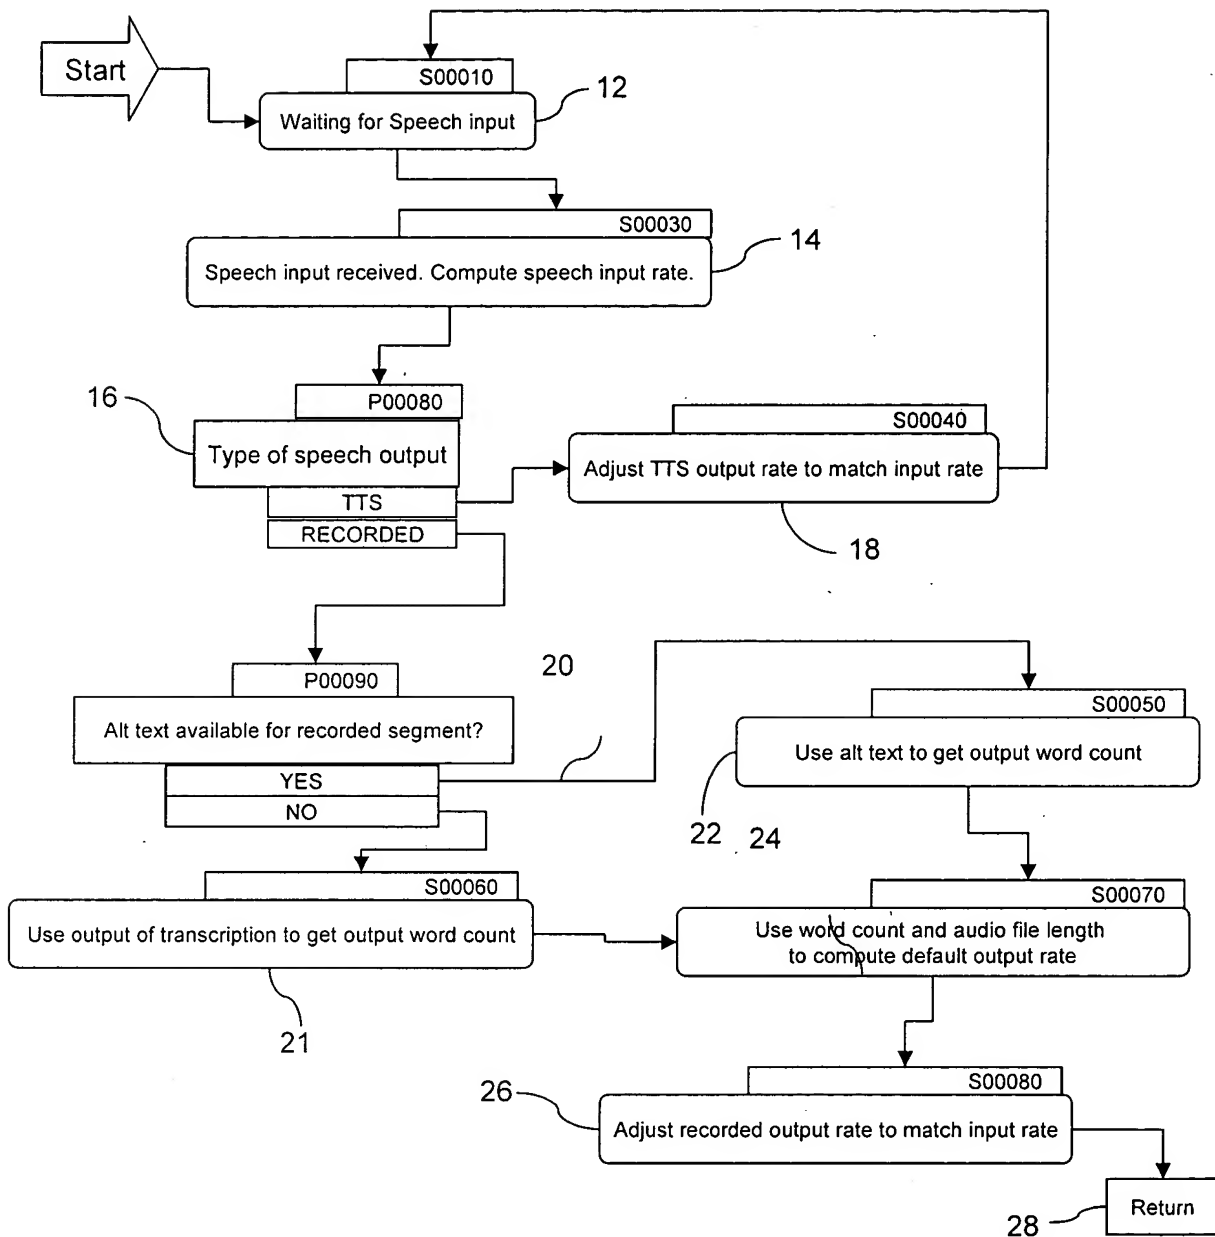 Start
S00010
12
Waiting for Speech input
S00030
14
Speech input received. Compute speech input rate.
16
P00080
Type of speech output
TTS
RECORDED
S00040
Adjust TTS output rate to match input rate
18
P00090
20
Alt text available for recorded segment?
YES
NO
S00050
Use alt text to get output word count
22
24
S00060
Use output of transcription to get output word count
21
S00070
Use word count and audio file length
to compute default output rate
26
S00080
Adjust recorded output rate to match input rate
28
Return